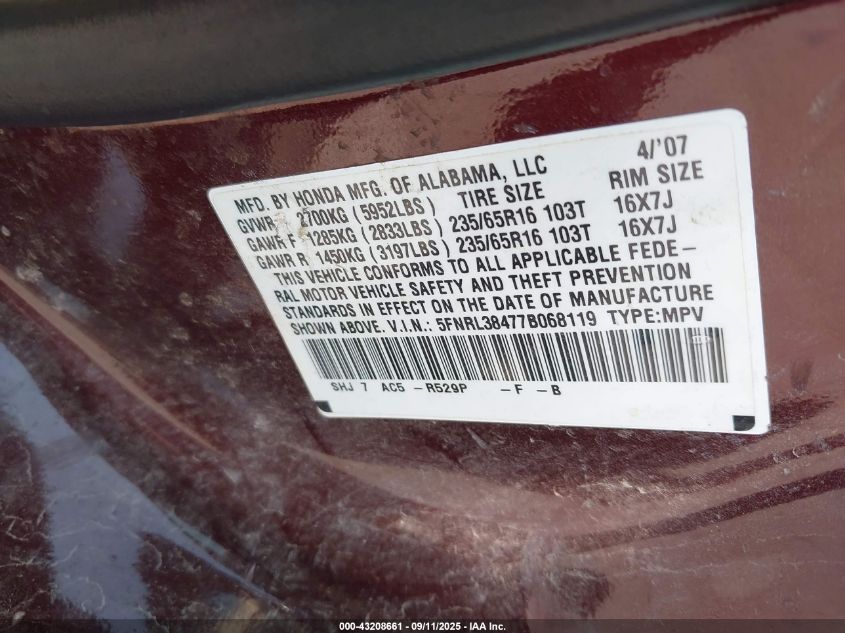 MFD. BY HONDA MFG. OF ALABAMA, LLC 4/'07
GVWR 2700KG (5952LBS) TIRE SIZE RIM SIZE
GAWR F 1285KG (2833LBS) 235/65R16 103T 16X7J
GAWR R 1450KG (3197LBS) 235/65R16 103T 16X7J
THIS VEHICLE CONFORMS TO ALL APPLICABLE FEDE-
RAL MOTOR VEHICLE SAFETY AND THEFT PREVENTION
STANDARDS IN EFFECT ON THE DATE OF MANUFACTURE
SHOWN ABOVE. V.I.N.: 5FNRL38477B068119 TYPE:MPV
SHJ 7 AC5 -R529P -F -B
000-43208661 - 09/11/2025 - IAA Inc.